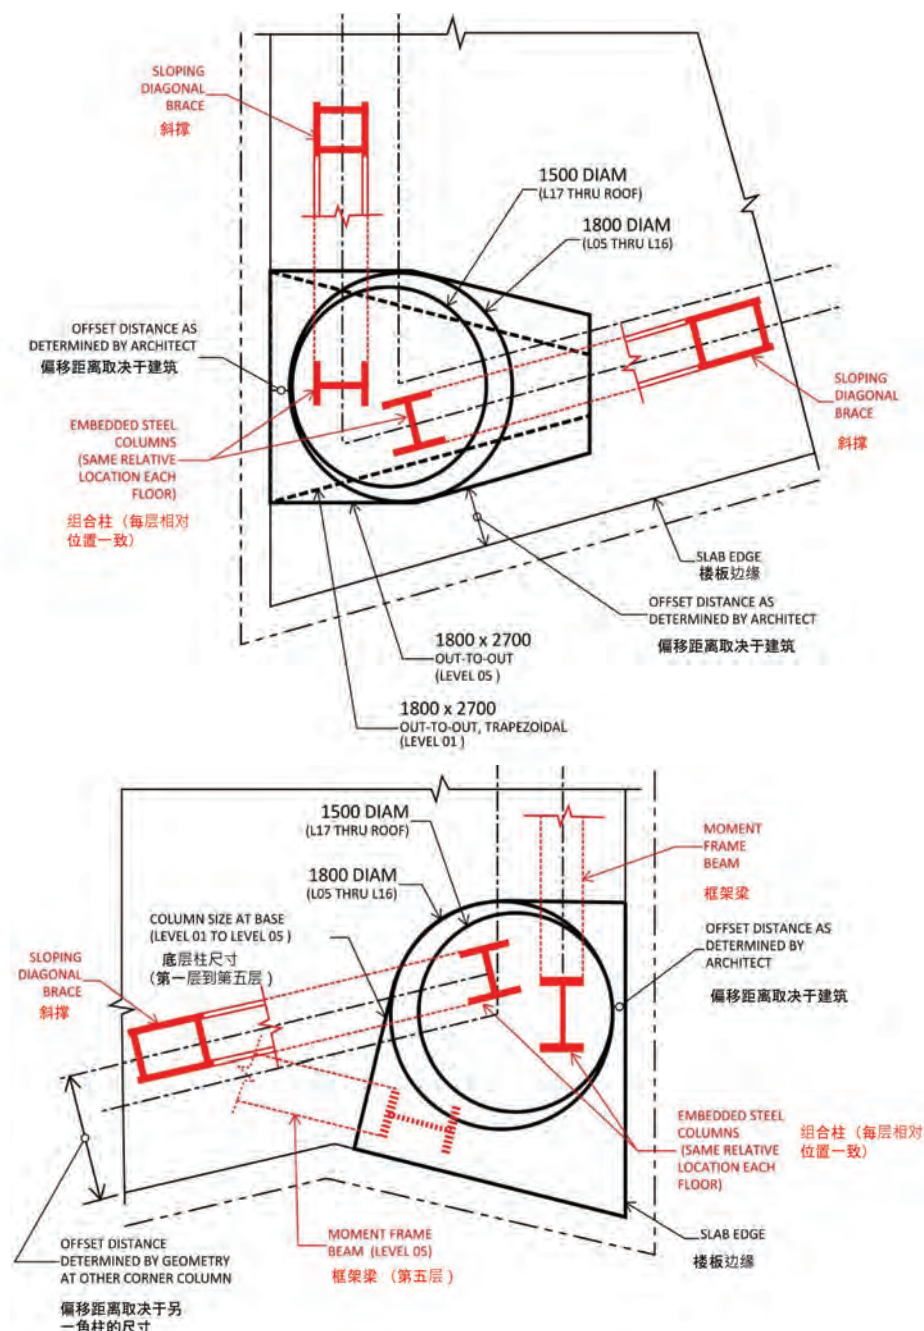 SLOPING
DIAGONAL
BRACE
斜撑
1500 DIAM
(L17 THRU ROOF)
1800 DIAM
(L05 THRU L16)
OFFSET DISTANCE AS
DETERMINED BY ARCHITECT
偏移距离取决于建筑
EMBEDDED STEEL
COLUMNS
(SAME RELATIVE
LOCATION EACH
FLOOR)
组合柱（每层相对
位置一致）
SLOPING
DIAGONAL
BRACE
斜撑
SLAB EDGE
楼板边缘
OFFSET DISTANCE AS
DETERMINED BY ARCHITECT
偏移距离取决于建筑
1800 x 2700
OUT-TO-OUT
(LEVEL 05 )
1800 x 2700
OUT-TO-OUT, TRAPEZOIDAL
(LEVEL 01 )
1500 DIAM
(L17 THRU ROOF)
1800 DIAM
(L05 THRU L16)
COLUMN SIZE AT BASE
(LEVEL 01 TO LEVEL 05 )
底层柱尺寸
（第一层到第五层）
SLOPING
DIAGONAL
BRACE
斜撑
MOMENT
FRAME
BEAM
框架梁
OFFSET DISTANCE AS
DETERMINED BY
ARCHITECT
偏移距离取决于建筑
EMBEDDED STEEL
COLUMNS
(SAME RELATIVE
LOCATION EACH
FLOOR)
组合柱（每层相对
位置一致）
SLAB EDGE
楼板边缘
MOMENT FRAME
BEAM (LEVEL 05)
框架梁 （第五层 ）
OFFSET DISTANCE
DETERMINED BY GEOMETRY
AT OTHER CORNER COLUMN
偏移距离取决于另
一角柱的尺寸